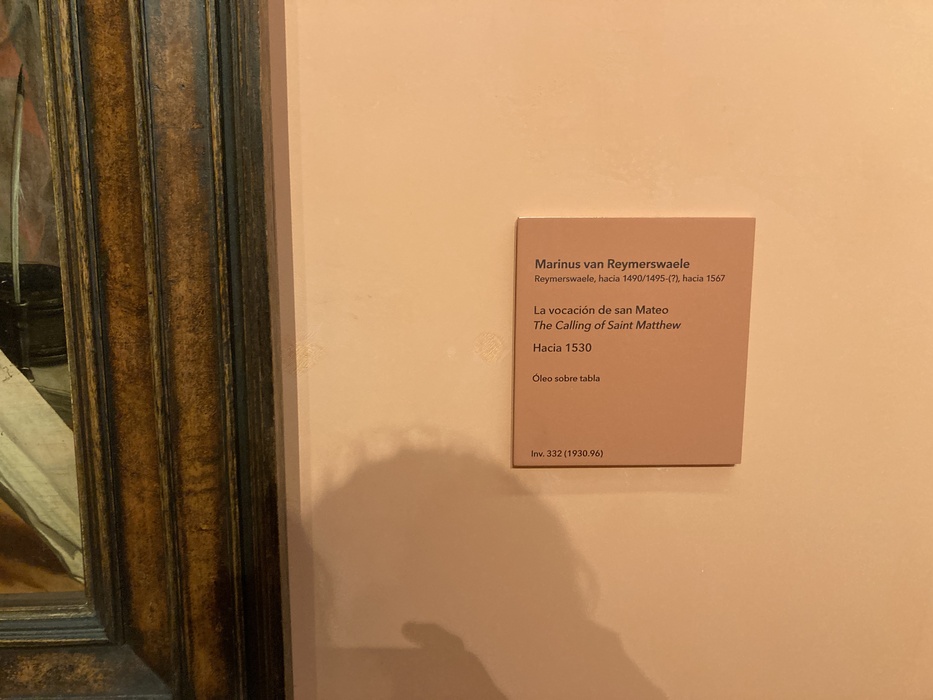 Marinus van Reymerswaele
Reymerswaele, hacia 1490/1495-(?), hacia 1567
La vocación de san Mateo
The Calling of Saint Matthew
Hacia 1530
Óleo sobre tabla
Inv. 332 (1930.96)